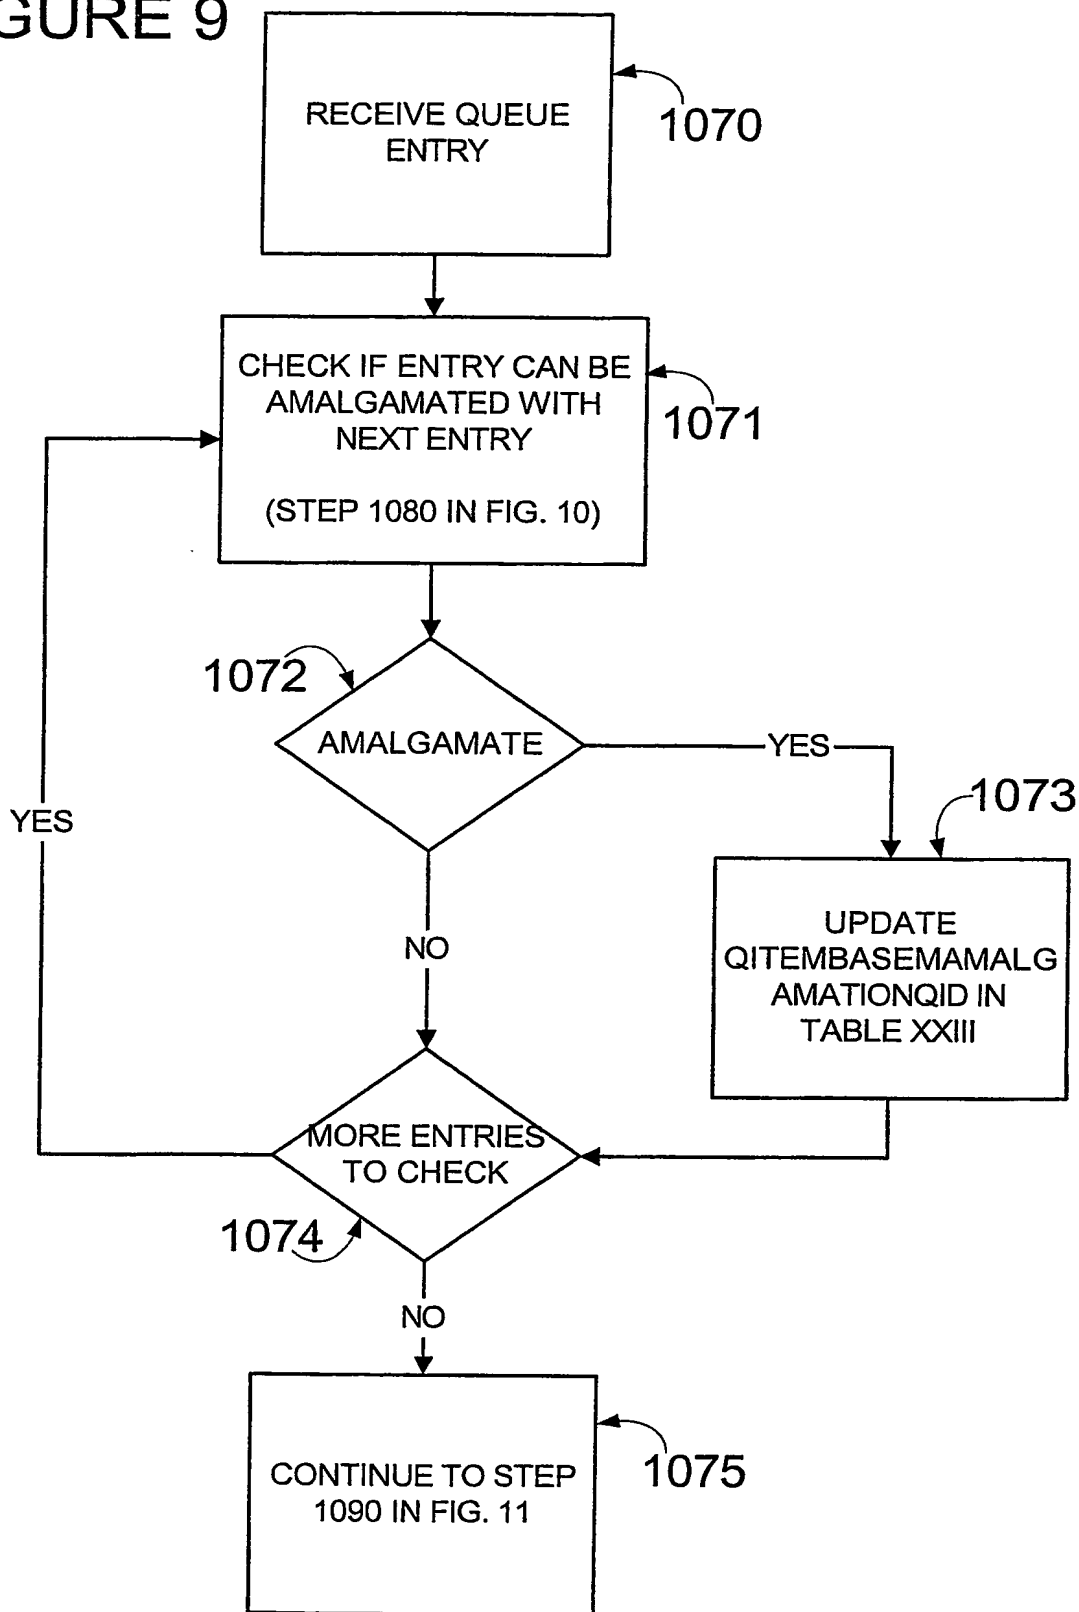 GURE 9
RECEIVE QUEUE
ENTRY
1070
CHECK IF ENTRY CAN BE
AMALGAMATED WITH
NEXT ENTRY
(STEP 1080 IN FIG. 10)
1071
1072
AMALGAMATE
YES
1073
YES
UPDATE
QITEMBASEMAMALG
AMATIONQID IN
TABLE XXIII
NO
MORE ENTRIES
TO CHECK
1074
NO
CONTINUE TO STEP
1090 IN FIG. 11
1075